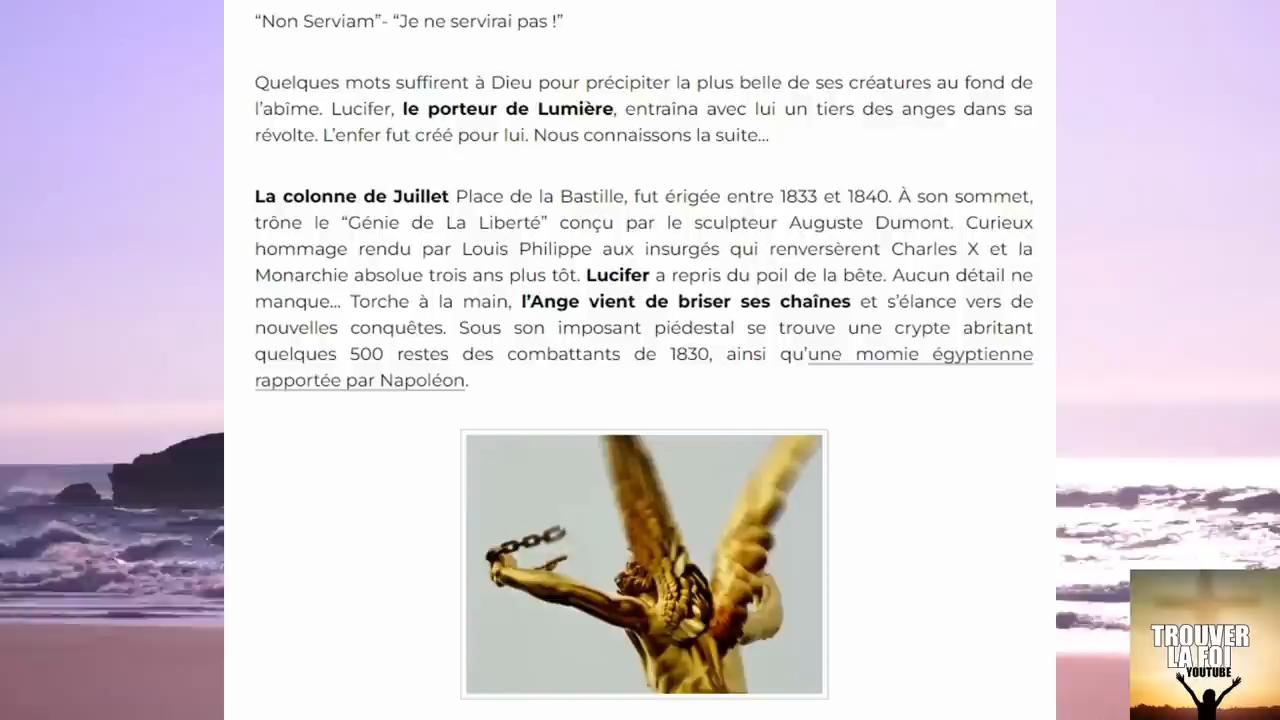 “Non Serviam”- “Je ne servirai pas !”
Quelques mots suffirent à Dieu pour précipiter la plus belle de ses créatures au fond de
l’abîme. Lucifer, le porteur de Lumière, entraîna avec lui un tiers des anges dans sa
révolte. L’enfer fut créé pour lui. Nous connaissons la suite...
La colonne de Juillet Place de la Bastille, fut érigée entre 1833 et 1840. À son sommet,
trône le “Génie de La Liberté” conçu par le sculpteur Auguste Dumont. Curieux
hommage rendu par Louis Philippe aux insurgés qui renversèrent Charles X et la
Monarchie absolue trois ans plus tôt. Lucifer a repris du poil de la bête. Aucun détail ne
manque... Torche à la main, l’Ange vient de briser ses chaînes et s’élance vers de
nouvelles conquêtes. Sous son imposant piédestal se trouve une crypte abritant
quelques 500 restes des combattants de 1830, ainsi qu’une momie égyptienne
rapportée par Napoléon.
TROUVER
LA FOI
YOUTUBE